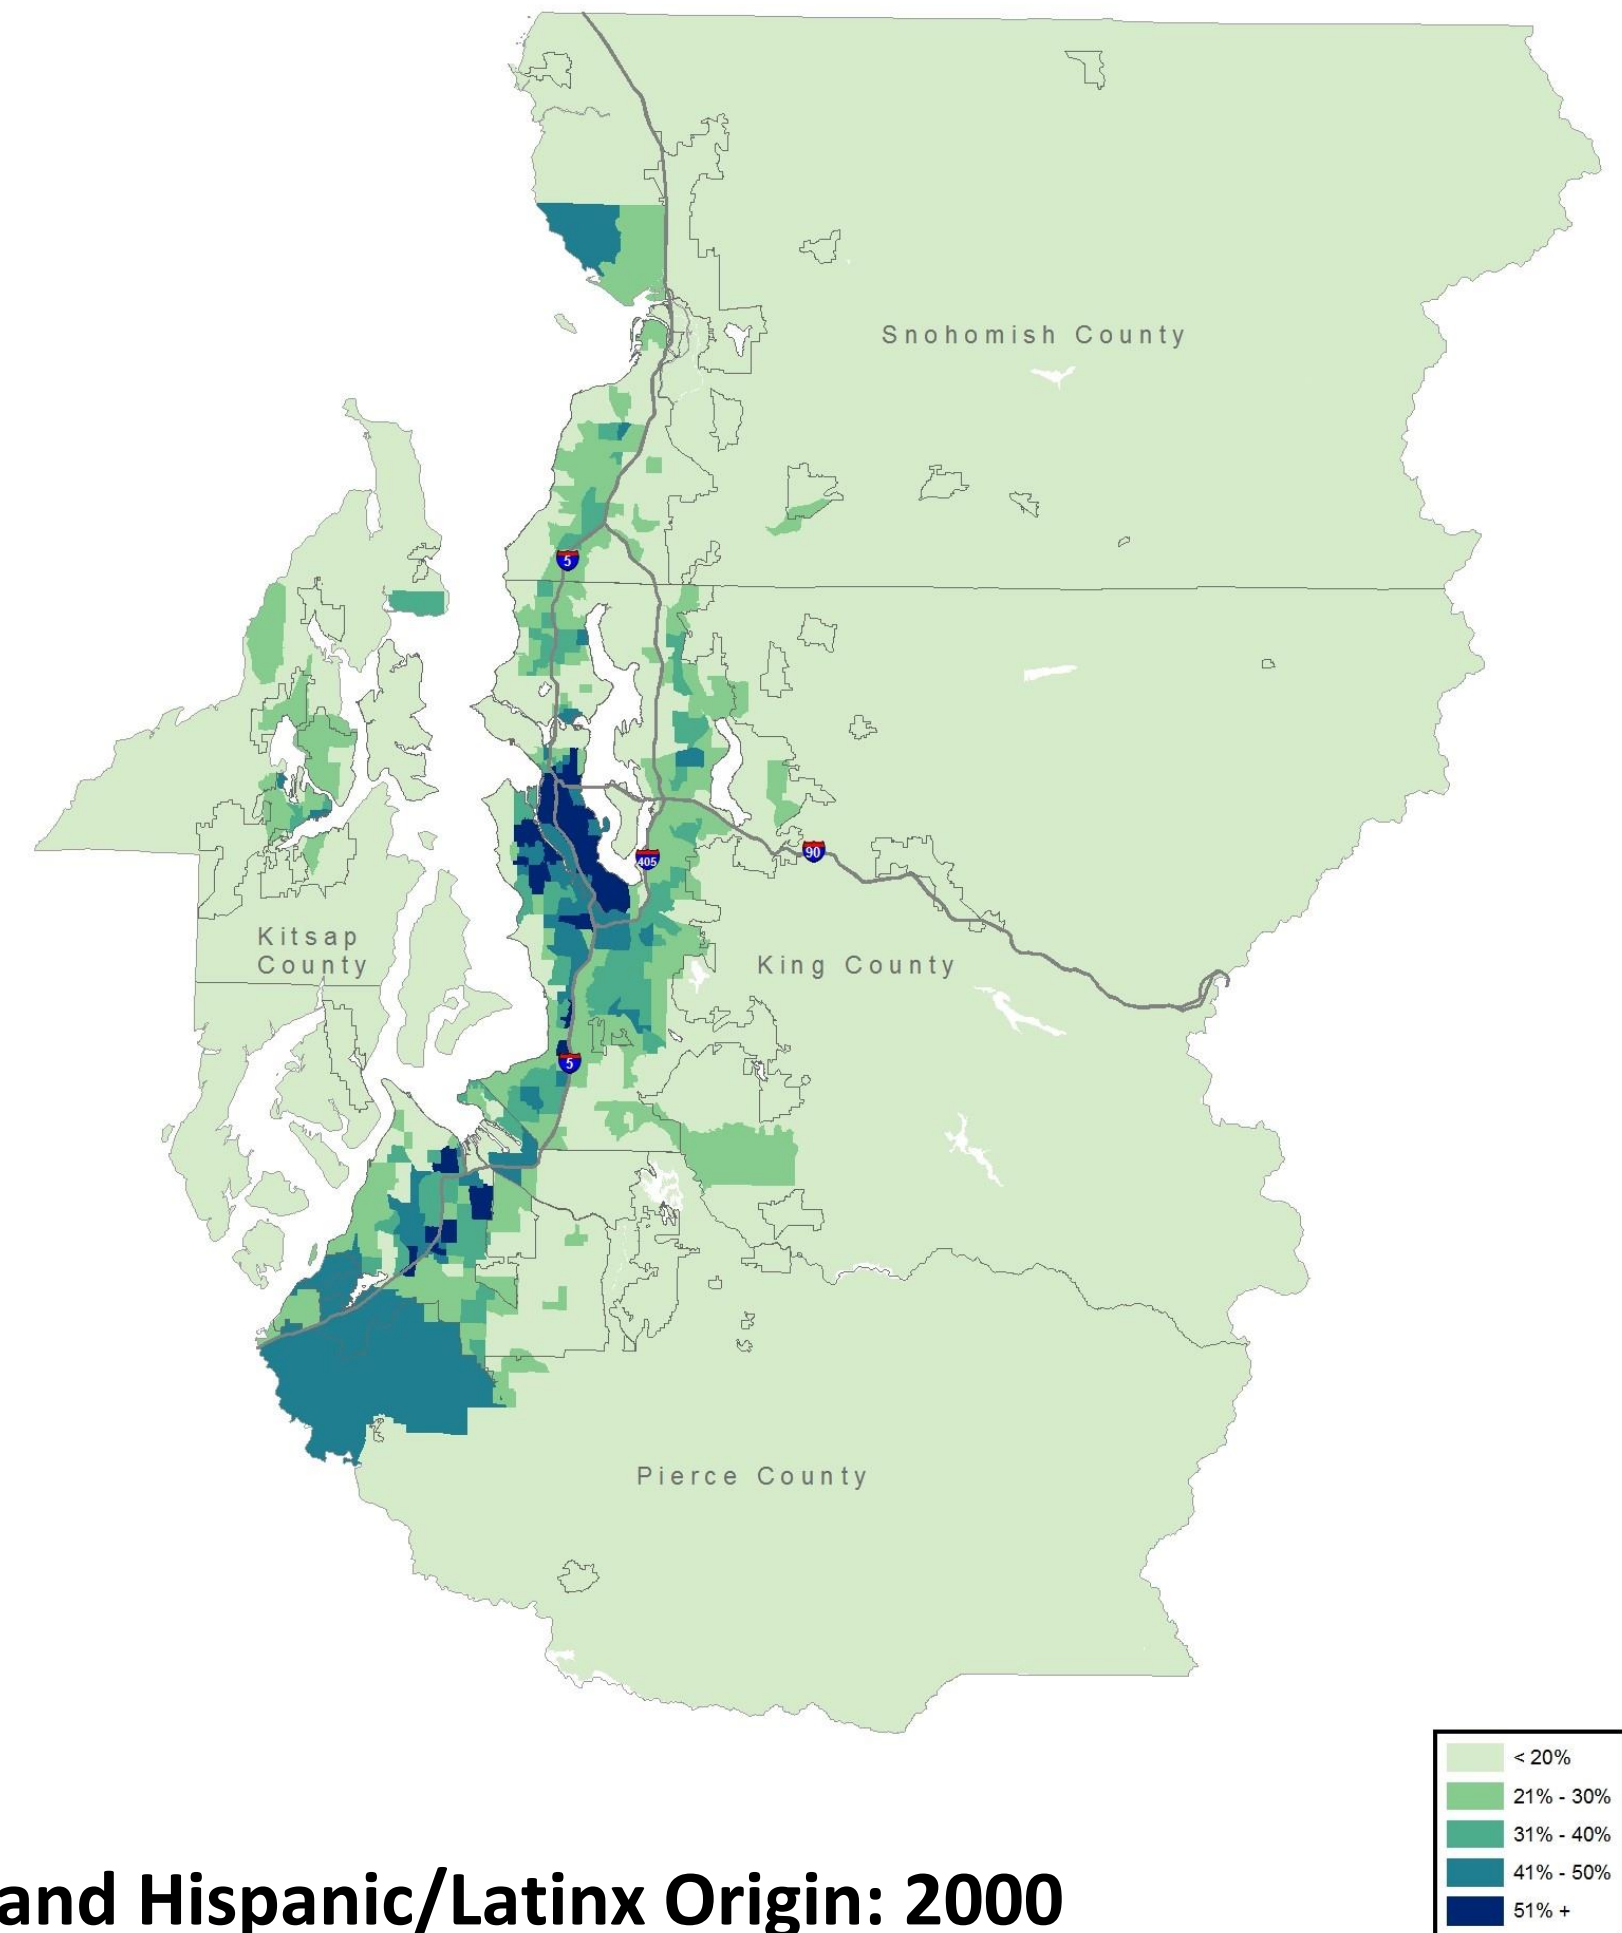 Snohomish County
5
405
90
Kitsap
County
King County
5
Pierce County
< 20%
21% - 30%
31% - 40%
41% - 50%
51% +
and Hispanic/Latinx Origin: 2000